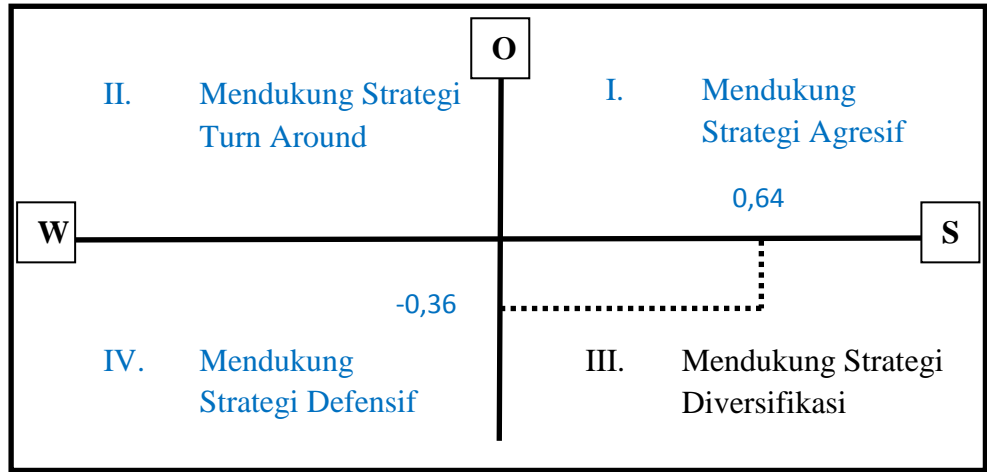 O
II. Mendukung Strategi
Turn Around
I. Mendukung
Strategi Agresif
0,64
W
S
-0,36
IV. Mendukung
Strategi Defensif
III. Mendukung Strategi
Diversifikasi